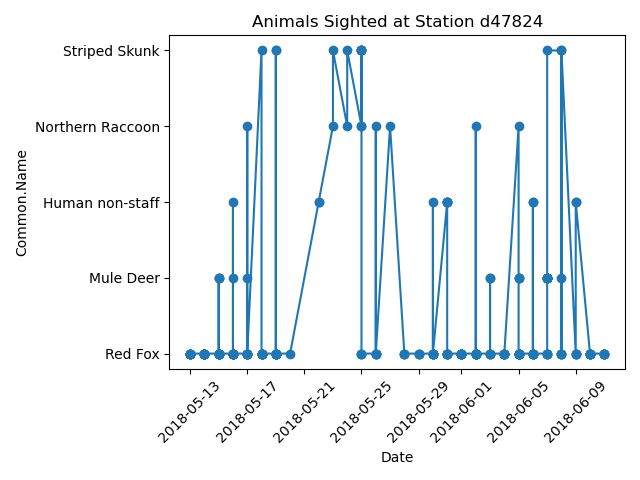 Animals Sighted at Station d47824
Striped Skunk
Northern Raccoon
Human non-staff
Mule Deer
Red Fox
Common.Name
2018-05-13
2018-05-17
2018-05-21
2018-05-25
2018-05-29
2018-06-01
2018-06-05
2018-06-09
Date